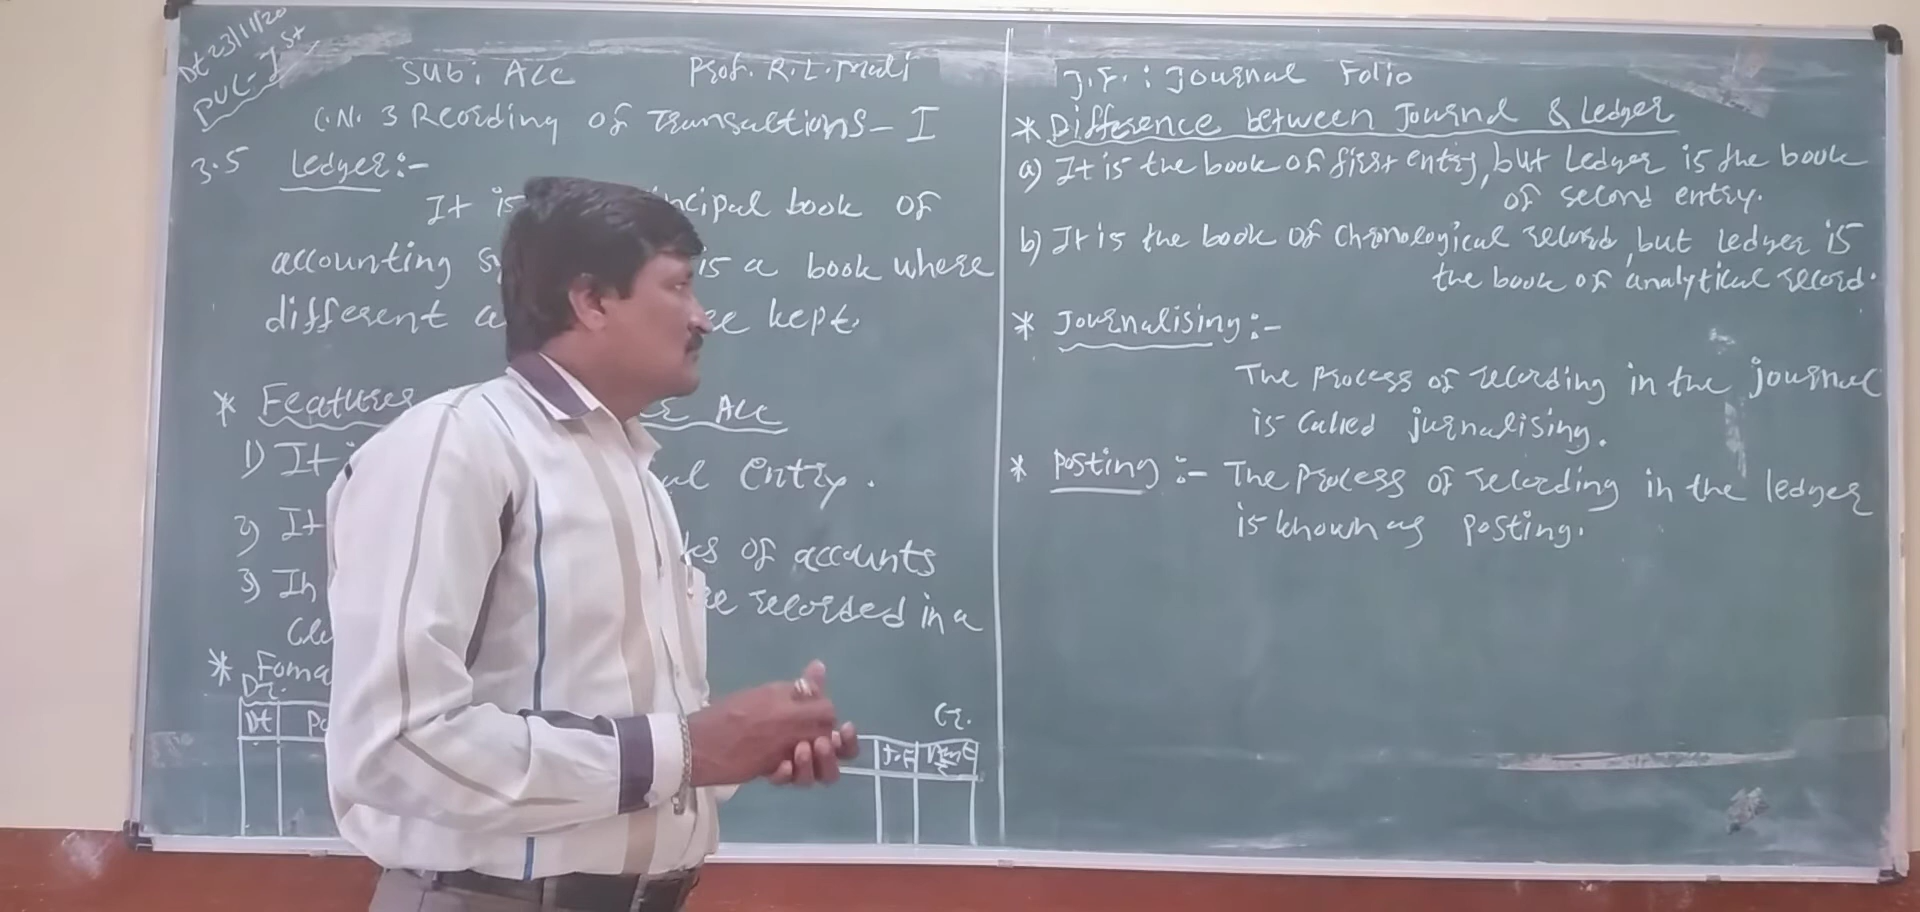 Dt 23/11/20
PUC-I st
Sub: Acc Prof. R.L. Mali
C.N. 3 Reording of Transactions-I
3.5 Ledger:-
It is ncipal book of
accounting is a book where
different kept.
* Features Acc
1) It Entry.
2) It of accounts
3) In recorded in a
* Foma
Dr. Cr.
Dt J.F Amt
J.F.: Journal Folio
* Difference between Journal & Ledger
a) It is the book of first entry, but Ledger is the book
of second entry.
b) It is the book of chronological record, but ledger is
the book of analytical record.
* Journalising:-
The process of recording in the journal
is called jurnalising.
* Posting:- The process of recording in the ledger
is known as posting.